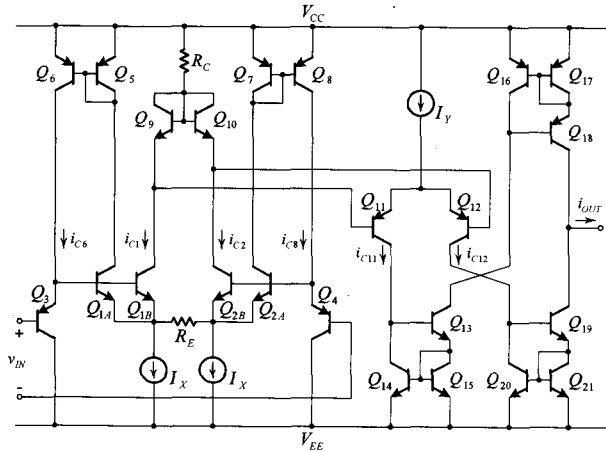 V_CC
Q_6
Q_5
R_C
Q_7
Q_8
Q_16
Q_17
Q_9
Q_10
I_Y
Q_18
Q_11
Q_12
i_OUT
i_C6
i_C1
i_C2
i_C8
i_C11
i_C12
Q_3
Q_1A
Q_1B
Q_2B
Q_2A
Q_4
Q_13
Q_19
R_E
+
v_IN
-
I_X
I_X
Q_14
Q_15
Q_20
Q_21
V_EE